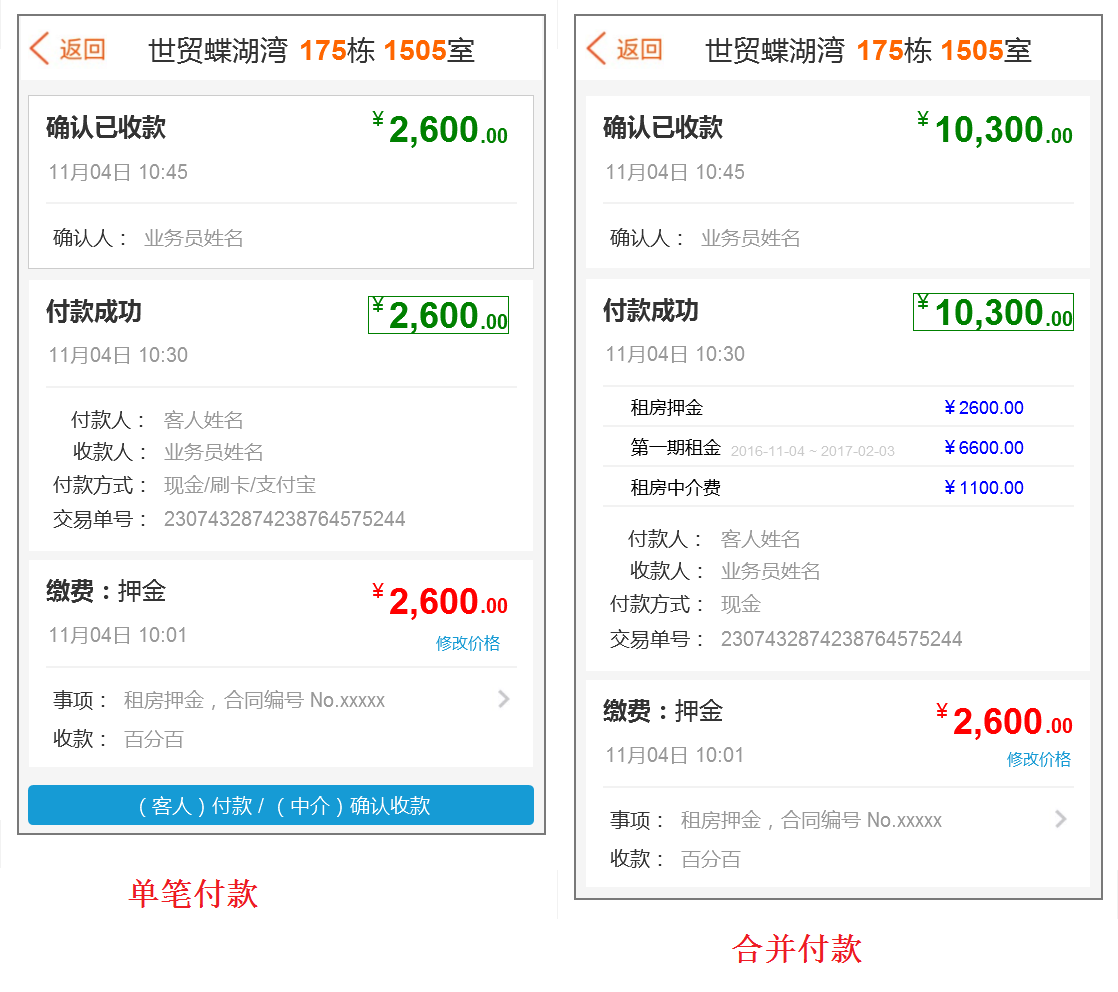 返回 世贸蝶湖湾 175栋 1505室
确认已收款 ¥2,600.00
11月04日 10:45
确认人： 业务员姓名
付款成功 ¥2,600.00
11月04日 10:30
付款人： 客人姓名
收款人： 业务员姓名
付款方式： 现金/刷卡/支付宝
交易单号： 2307432874238764575244
缴费：押金 ¥2,600.00
11月04日 10:01 修改价格
事项： 租房押金，合同编号 No.xxxxx
收款： 百分百
（客人）付款 / （中介）确认收款
单笔付款
返回 世贸蝶湖湾 175栋 1505室
确认已收款 ¥10,300.00
11月04日 10:45
确认人： 业务员姓名
付款成功 ¥10,300.00
11月04日 10:30
租房押金 ¥2600.00
第一期租金 2016-11-04 ~ 2017-02-03 ¥6600.00
租房中介费 ¥1100.00
付款人： 客人姓名
收款人： 业务员姓名
付款方式： 现金
交易单号： 2307432874238764575244
缴费：押金 ¥2,600.00
11月04日 10:01 修改价格
事项： 租房押金，合同编号 No.xxxxx
收款： 百分百
合并付款